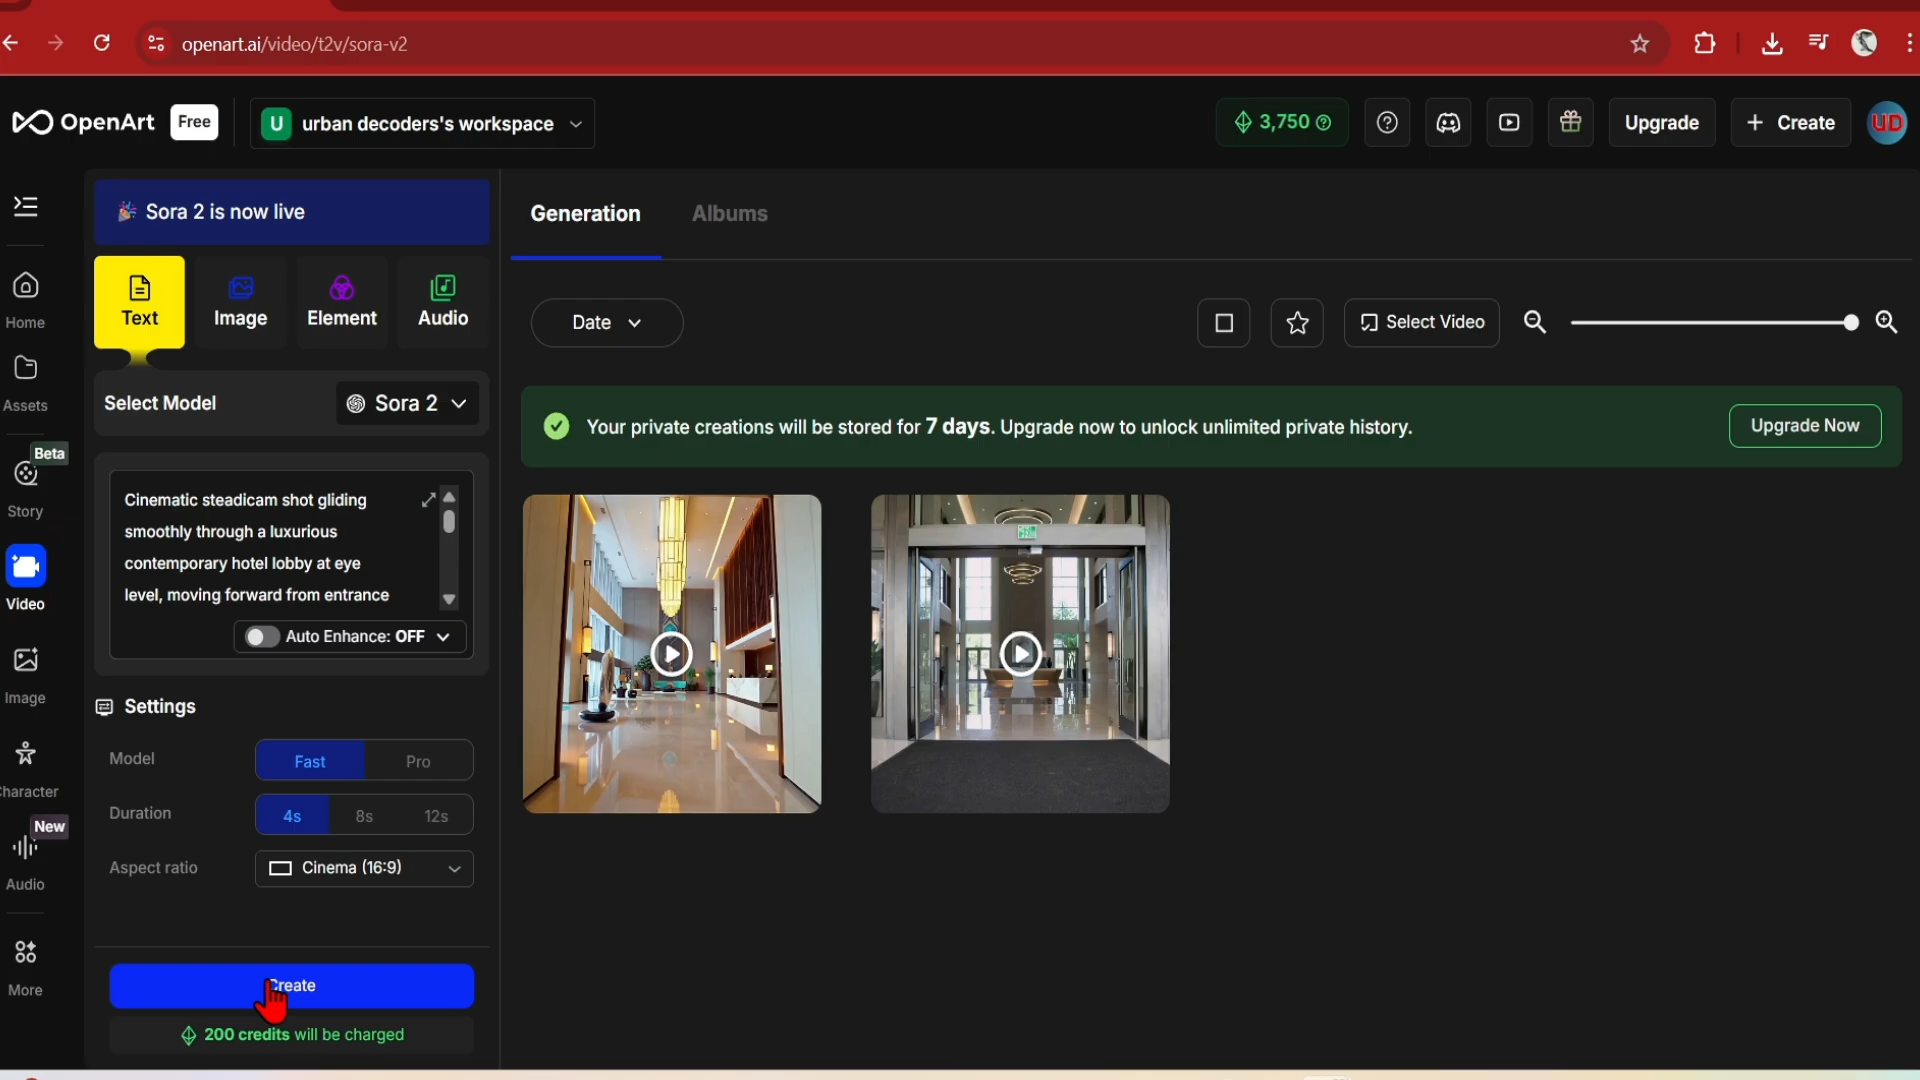 openart.ai/video/t2v/sora-v2
OpenArt
Free
U
urban decoders's workspace
3,750
Upgrade
+ Create
UD
Sora 2 is now live
Generation
Albums
Text
Image
Element
Audio
Home
Date
Select Video
Assets
Select Model
Sora 2
Your private creations will be stored for 7 days. Upgrade now to unlock unlimited private history.
Upgrade Now
Beta
Story
Cinematic steadicam shot gliding
smoothly through a luxurious
contemporary hotel lobby at eye
level, moving forward from entrance
Video
Auto Enhance: OFF
Image
Settings
Model
Fast
Pro
haracter
Duration
4s
8s
12s
New
Aspect ratio
Cinema (16:9)
Audio
More
Create
200 credits will be charged